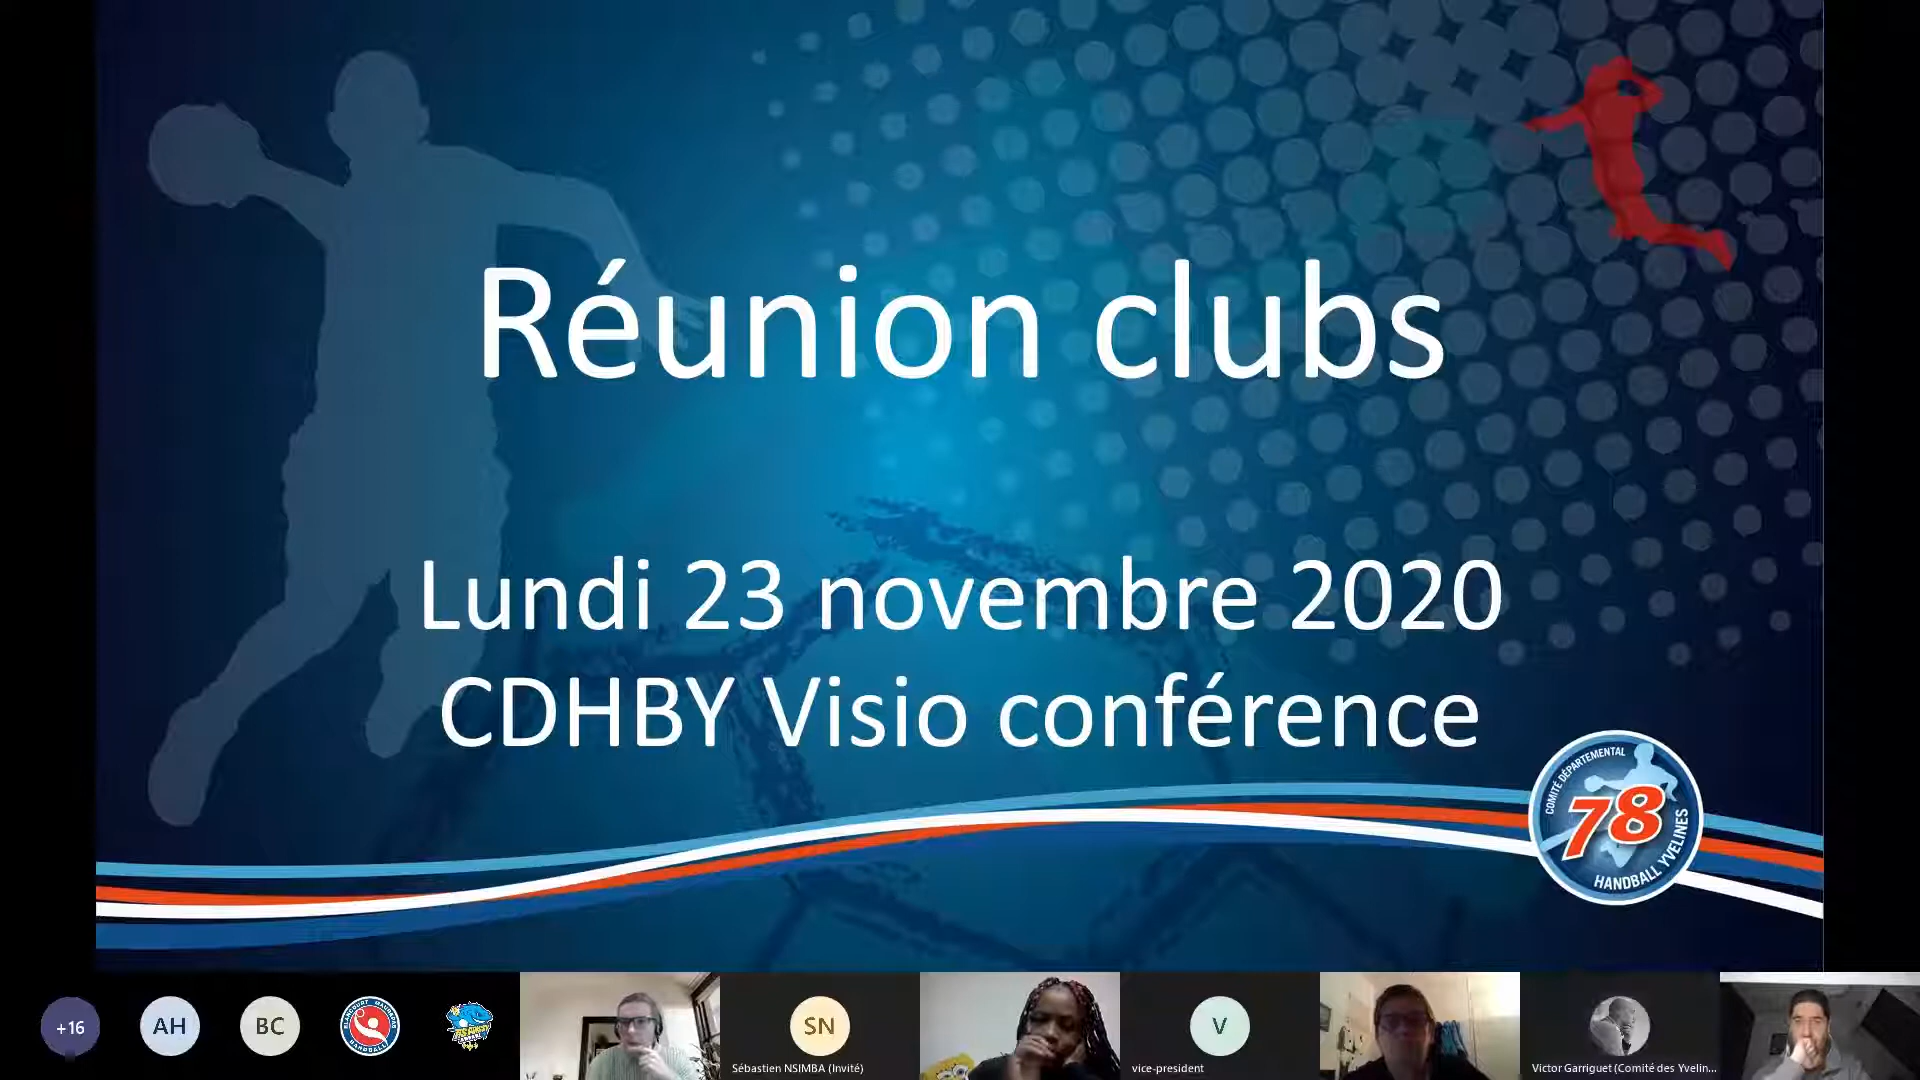 Réunion clubs
Lundi 23 novembre 2020
CDHBY Visio conférence
COMITÉ DÉPARTEMENTAL
78
HANDBALL YVELINES
+16
AH
BC
SN
Sébastien NSIMBA (Invité)
V
vice-president
Victor Garriguet (Comité des Yvelin...